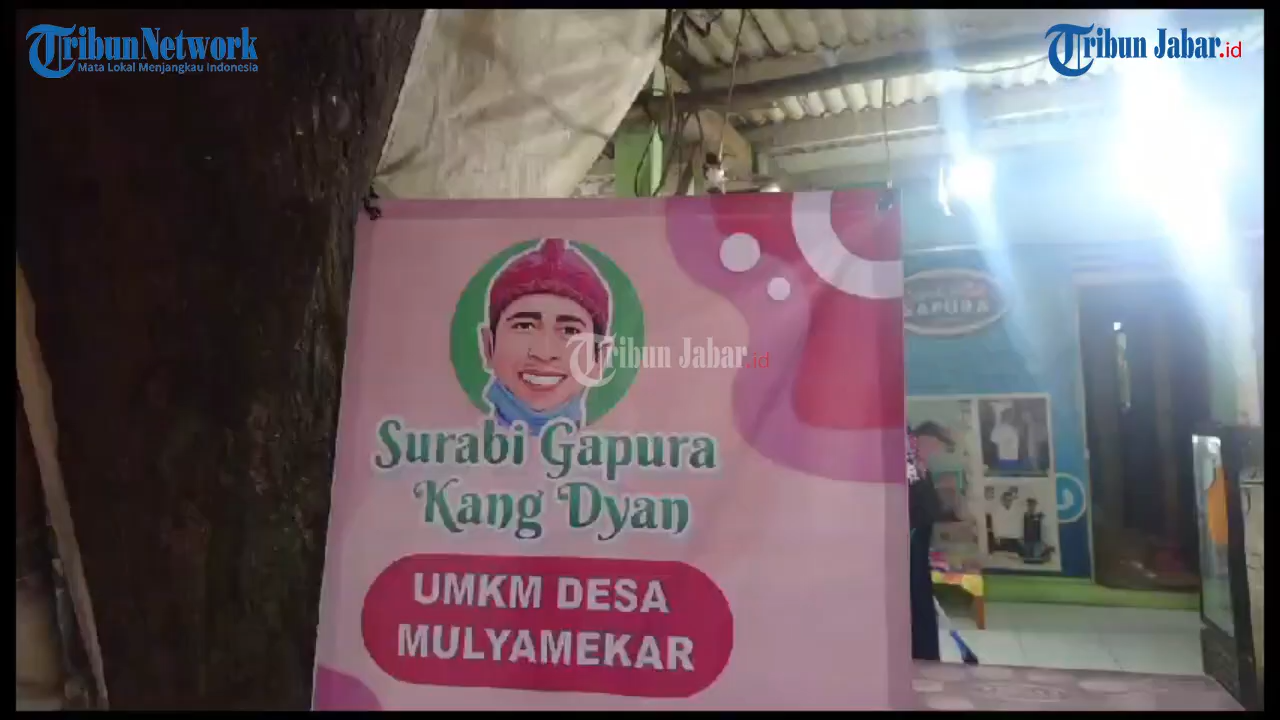 TribunNetwork
Mata Lokal Menjangkau Indonesia
Tribun Jabar.id
GAPURA
Tribun Jabar.id
Surabi Gapura
Kang Dyan
UMKM DESA
MULYAMEKAR